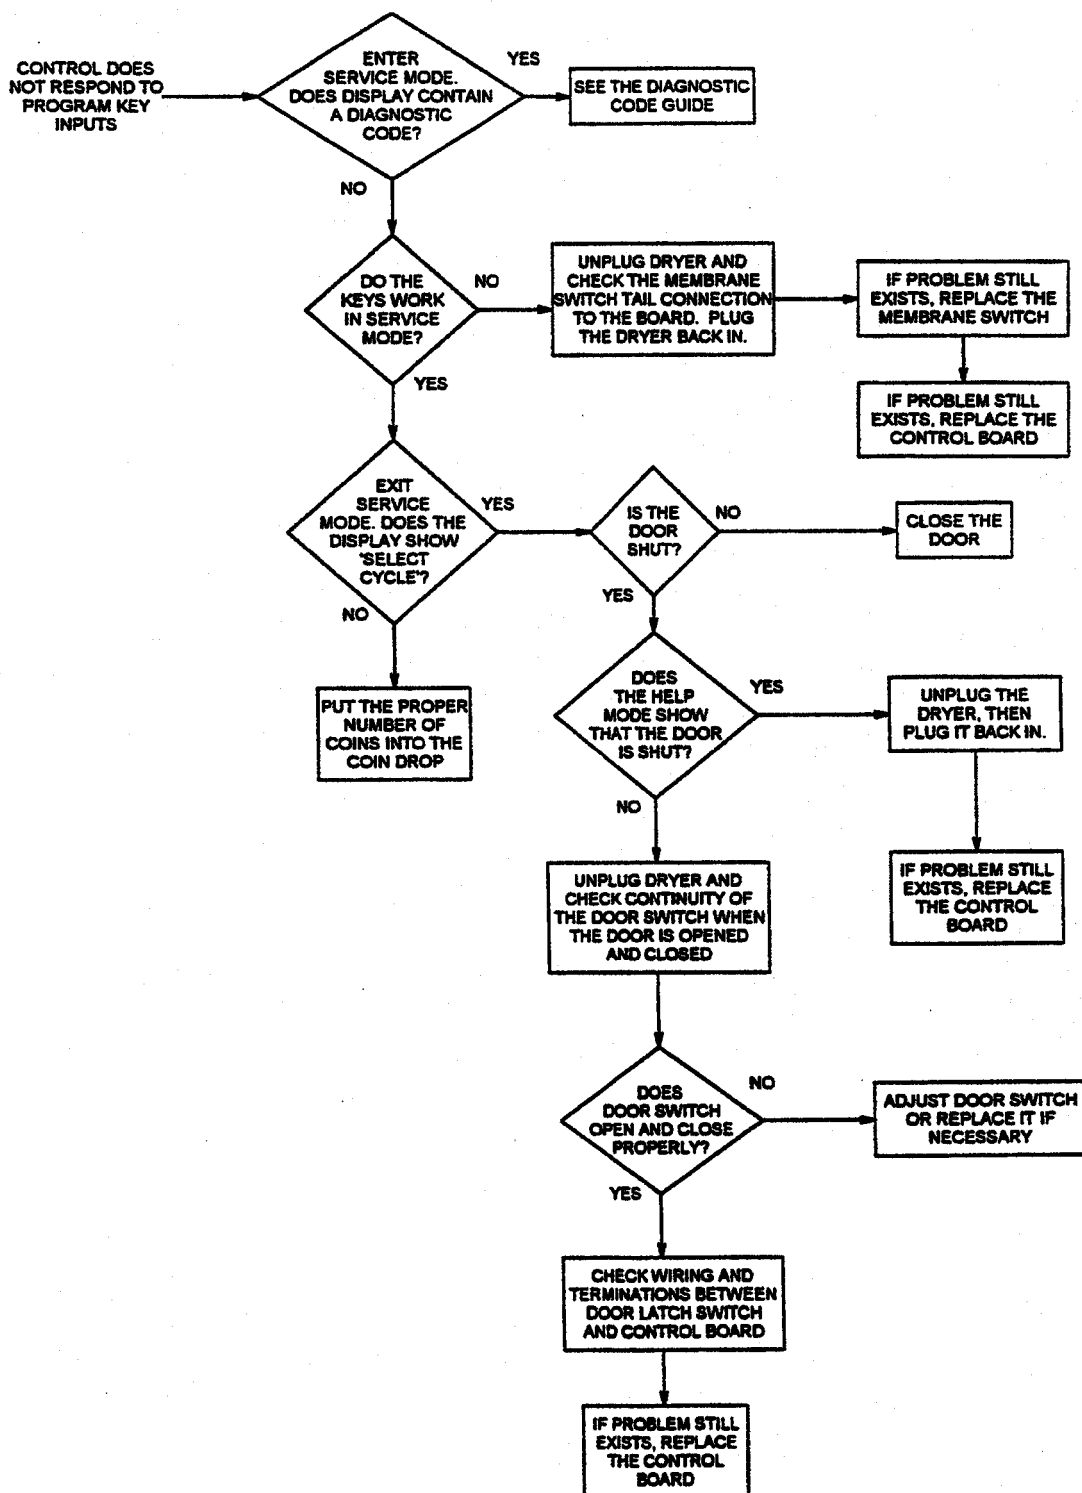 CONTROL DOES
NOT RESPOND TO
PROGRAM KEY
INPUTS
ENTER
SERVICE MODE.
DOES DISPLAY CONTAIN
A DIAGNOSTIC
CODE?
YES
SEE THE DIAGNOSTIC
CODE GUIDE
NO
DO THE
KEYS WORK
IN SERVICE
MODE?
NO
UNPLUG DRYER AND
CHECK THE MEMBRANE
SWITCH TAIL CONNECTION
TO THE BOARD. PLUG
THE DRYER BACK IN.
IF PROBLEM STILL
EXISTS, REPLACE THE
MEMBRANE SWITCH
IF PROBLEM STILL
EXISTS, REPLACE THE
CONTROL BOARD
YES
EXIT
SERVICE
MODE. DOES THE
DISPLAY SHOW
'SELECT
CYCLE'?
YES
IS THE
DOOR
SHUT?
NO
CLOSE THE
DOOR
NO
PUT THE PROPER
NUMBER OF
COINS INTO THE
COIN DROP
YES
DOES
THE HELP
MODE SHOW
THAT THE DOOR
IS SHUT?
YES
UNPLUG THE
DRYER, THEN
PLUG IT BACK IN.
IF PROBLEM STILL
EXISTS, REPLACE
THE CONTROL
BOARD
NO
UNPLUG DRYER AND
CHECK CONTINUITY OF
THE DOOR SWITCH WHEN
THE DOOR IS OPENED
AND CLOSED
DOES
DOOR SWITCH
OPEN AND CLOSE
PROPERLY?
NO
ADJUST DOOR SWITCH
OR REPLACE IT IF
NECESSARY
YES
CHECK WIRING AND
TERMINATIONS BETWEEN
DOOR LATCH SWITCH
AND CONTROL BOARD
IF PROBLEM STILL
EXISTS, REPLACE
THE CONTROL
BOARD